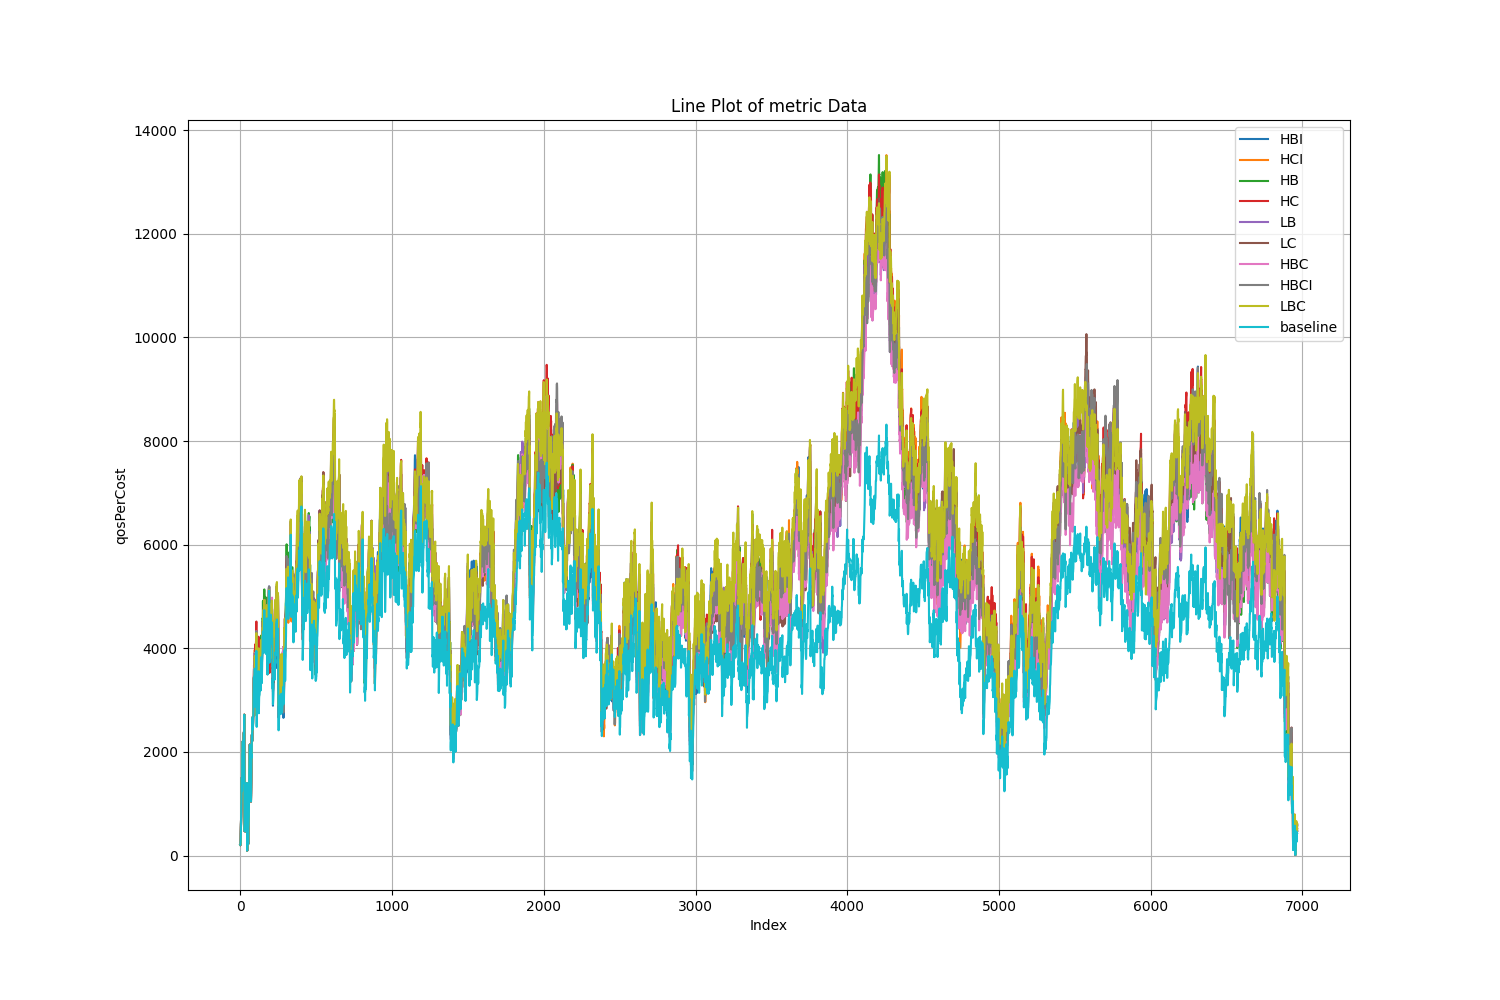 Line Plot of metric Data
14000
12000
10000
8000
6000
4000
2000
0
qosPerCost
0 1000 2000 3000 4000 5000 6000 7000
Index
HBI
HCI
HB
HC
LB
LC
HBC
HBCI
LBC
baseline